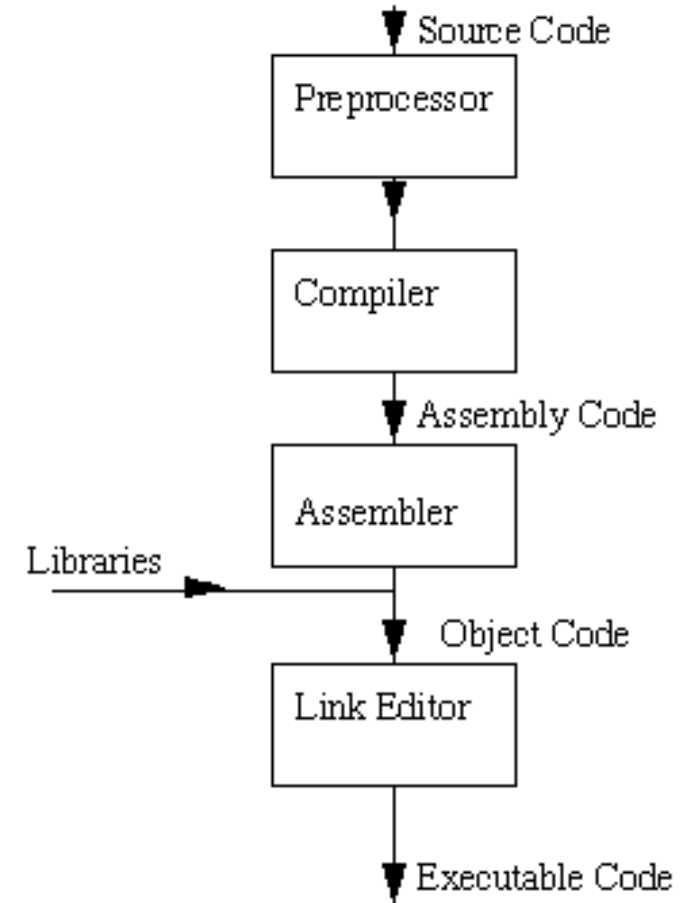 Source Code
Preprocessor
Compiler
Assembly Code
Assembler
Libraries
Object Code
Link Editor
Executable Code